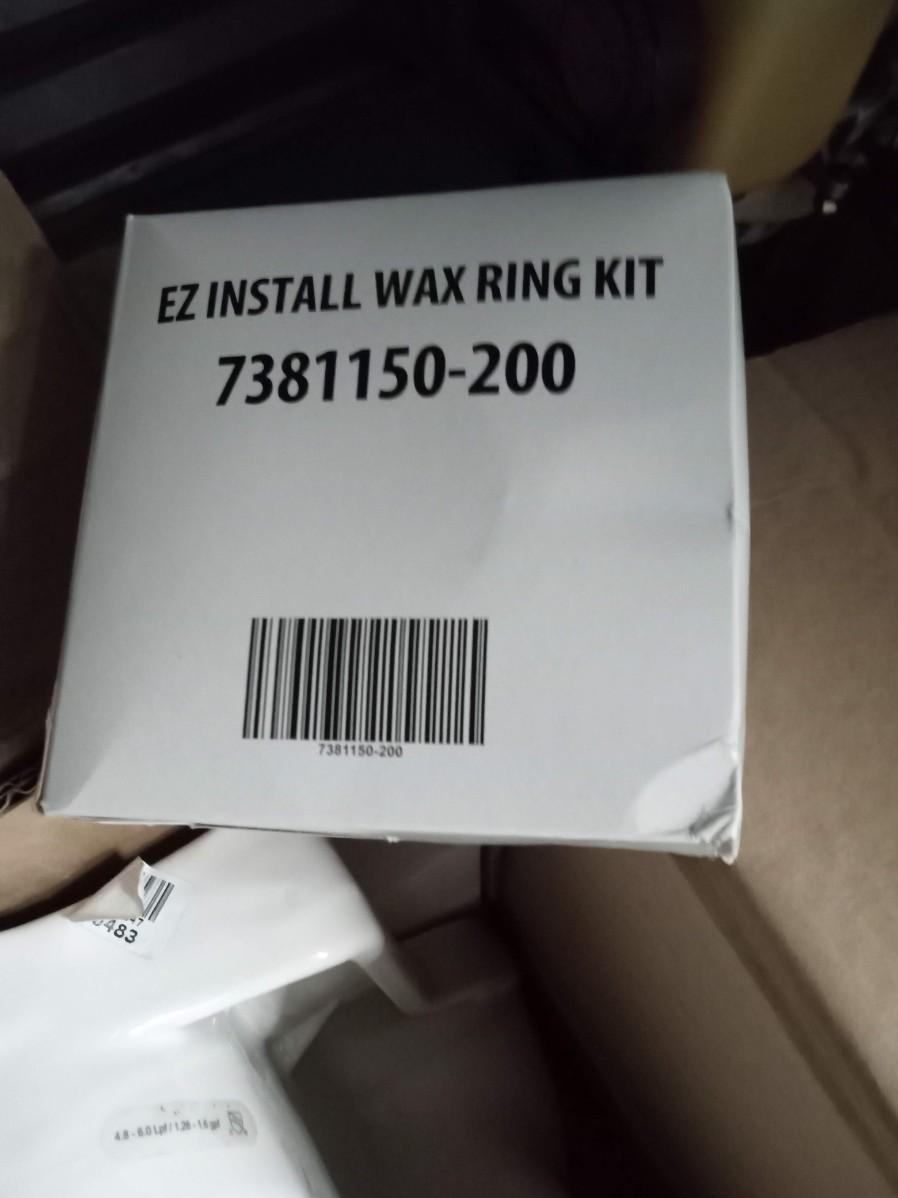 EZ INSTALL WAX RING KIT
7381150-200
7381150-200
483
4.8 - 6.0 Lpf / 1.28 - 1.6 gpf